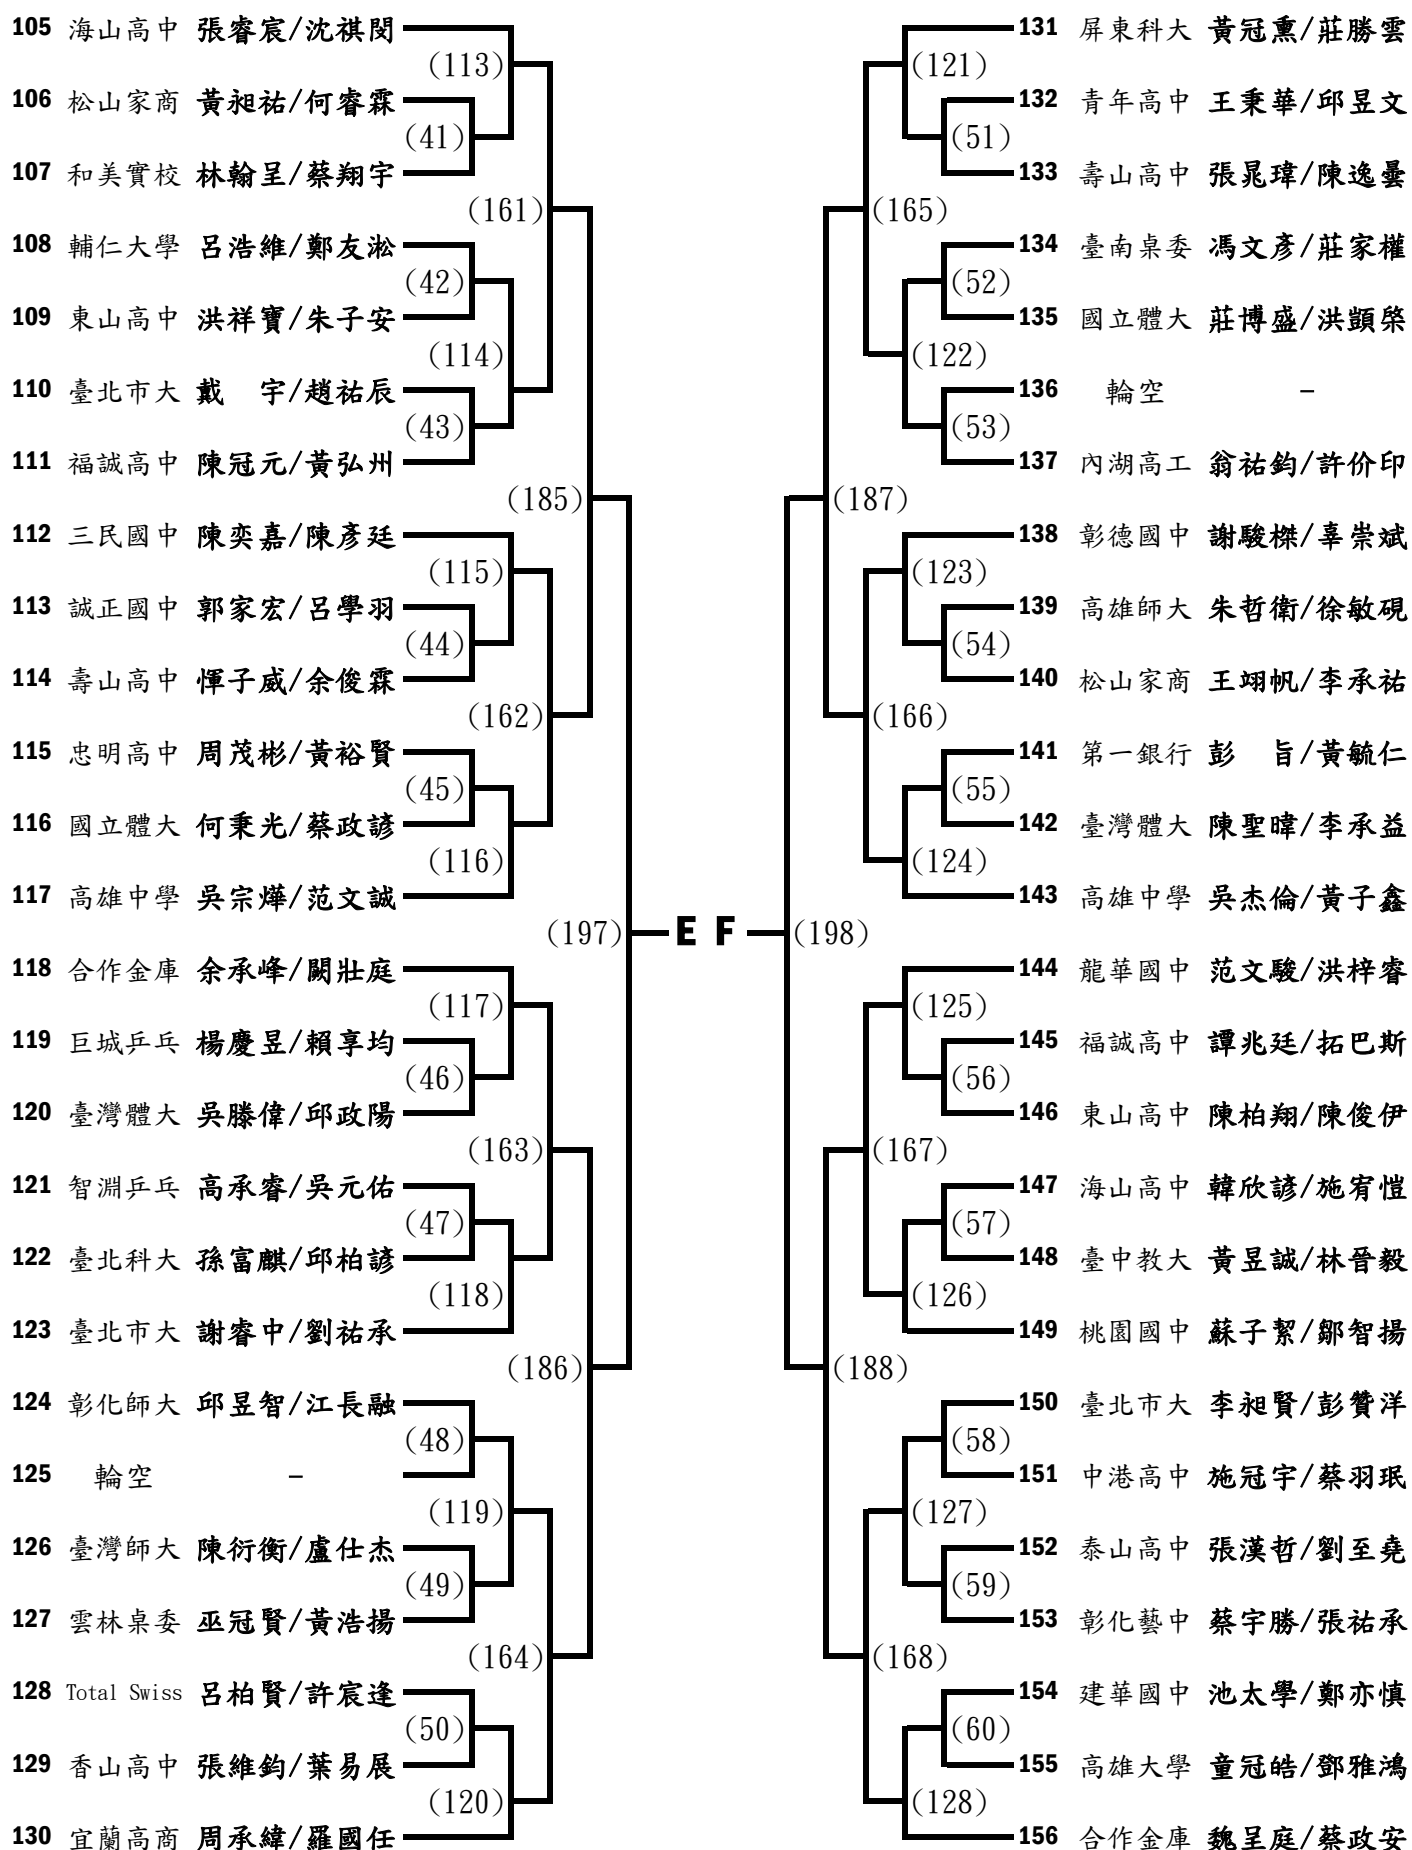 105 海山高中 張睿宸/沈祺閔
(113)
106 松山家商 黃昶祐/何睿霖
(41)
107 和美實校 林翰呈/蔡翔宇
(161)
108 輔仁大學 呂浩維/鄭友淞
(42)
109 東山高中 洪祥寶/朱子安
(114)
110 臺北市大 戴 宇/趙祐辰
(43)
111 福誠高中 陳冠元/黃弘州
(185)
112 三民國中 陳奕嘉/陳彥廷
(115)
113 誠正國中 郭家宏/呂學羽
(44)
114 壽山高中 惲子威/余俊霖
(162)
115 忠明高中 周茂彬/黃裕賢
(45)
116 國立體大 何秉光/蔡政諺
(116)
117 高雄中學 吳宗燁/范文誠
(197) E F (198)
118 合作金庫 余承峰/闕壯庭
(117)
119 巨城乒乓 楊慶昱/賴享均
(46)
120 臺灣體大 吳滕偉/邱政陽
(163)
121 智淵乒乓 高承睿/吳元佑
(47)
122 臺北科大 孫富麒/邱柏諺
(118)
123 臺北市大 謝睿中/劉祐承
(186)
124 彰化師大 邱昱智/江長融
(48)
125 輪空 -
(119)
126 臺灣師大 陳衍衡/盧仕杰
(49)
127 雲林桌委 巫冠賢/黃浩揚
(164)
128 Total Swiss 呂柏賢/許宸逢
(50)
129 香山高中 張維鈞/葉易展
(120)
130 宜蘭高商 周承緯/羅國任
131 屏東科大 黃冠熏/莊勝雲
(121)
132 青年高中 王秉華/邱昱文
(51)
133 壽山高中 張晁瑋/陳逸曇
(165)
134 臺南桌委 馮文彥/莊家權
(52)
135 國立體大 莊博盛/洪顗棨
(122)
136 輪空 -
(53)
137 內湖高工 翁祐鈞/許价印
(187)
138 彰德國中 謝駿榤/辜崇斌
(123)
139 高雄師大 朱哲衛/徐敏硯
(54)
140 松山家商 王翊帆/李承祐
(166)
141 第一銀行 彭 旨/黃毓仁
(55)
142 臺灣體大 陳聖暐/李承益
(124)
143 高雄中學 吳杰倫/黃子鑫
144 龍華國中 范文駿/洪梓睿
(125)
145 福誠高中 譚兆廷/拓巴斯
(56)
146 東山高中 陳柏翔/陳俊伊
(167)
147 海山高中 韓欣諺/施宥愷
(57)
148 臺中教大 黃昱誠/林晉毅
(126)
149 桃園國中 蘇子絜/鄒智揚
(188)
150 臺北市大 李昶賢/彭贊洋
(58)
151 中港高中 施冠宇/蔡羽珉
(127)
152 泰山高中 張漢哲/劉至堯
(59)
153 彰化藝中 蔡宇勝/張祐承
(168)
154 建華國中 池太學/鄭亦慎
(60)
155 高雄大學 童冠皓/鄧雅鴻
(128)
156 合作金庫 魏呈庭/蔡政安